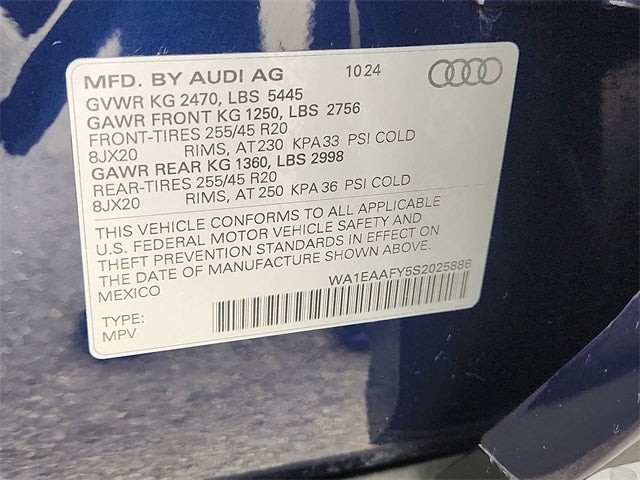 MFD. BY AUDI AG 10 24
GVWR KG 2470, LBS 5445
GAWR FRONT KG 1250, LBS 2756
FRONT-TIRES 255/45 R20
8JX20 RIMS, AT 230 KPA 33 PSI COLD
GAWR REAR KG 1360, LBS 2998
REAR-TIRES 255/45 R20
8JX20 RIMS, AT 250 KPA 36 PSI COLD
THIS VEHICLE CONFORMS TO ALL APPLICABLE
U.S. FEDERAL MOTOR VEHICLE SAFETY AND
THEFT PREVENTION STANDARDS IN EFFECT ON
THE DATE OF MANUFACTURE SHOWN ABOVE.
MEXICO
WA1EAAFY5S2025886
TYPE:
MPV